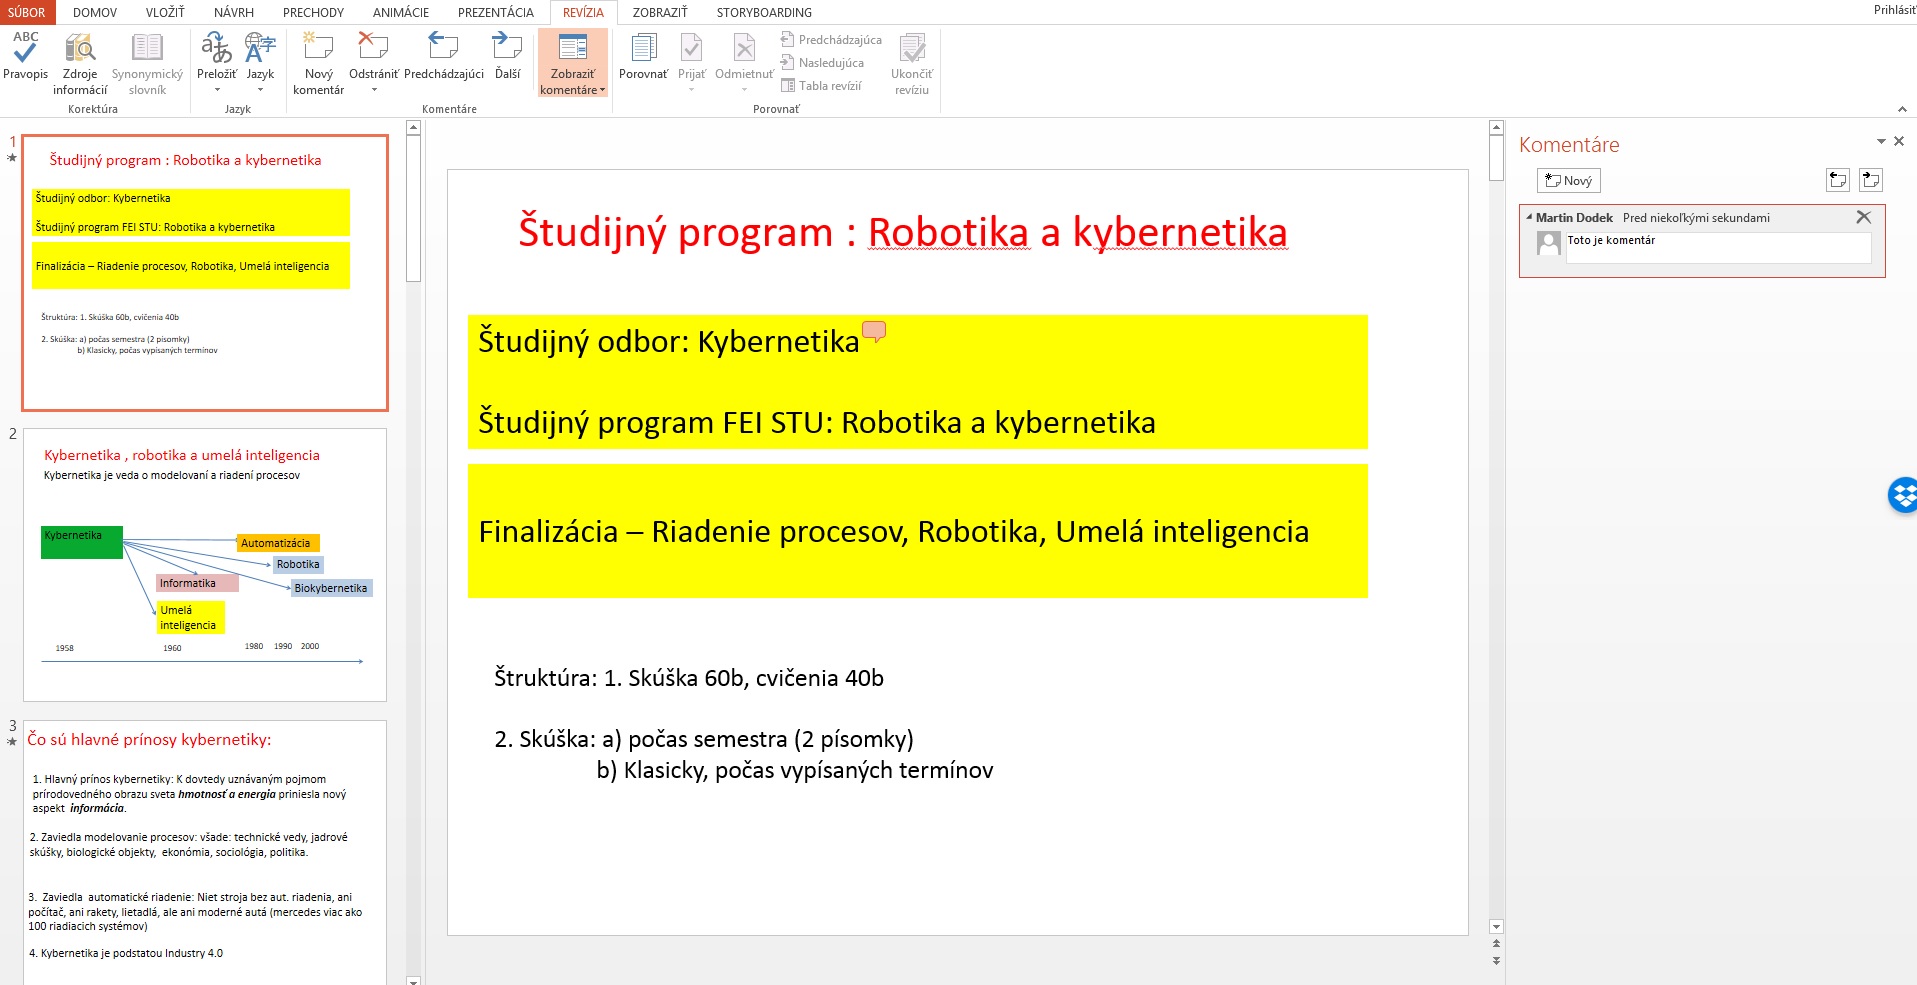 SÚBOR DOMOV VLOŽIŤ NÁVRH PRECHODY ANIMÁCIE PREZENTÁCIA REVÍZIA ZOBRAZIŤ STORYBOARDING
Prihlásiť
ABC
Pravopis
Zdroje informácií
Synonymický slovník
Korektúra
Preložiť
Jazyk
Jazyk
Nový komentár
Odstrániť
Predchádzajúci
Ďalší
Zobraziť komentáre
Komentáre
Porovnať
Prijať
Odmietnuť
Predchádzajúca
Nasledujúca
Tabla revízií
Ukončiť revíziu
Porovnať
1
Študijný program : Robotika a kybernetika
Študijný odbor: Kybernetika
Študijný program FEI STU: Robotika a kybernetika
Finalizácia – Riadenie procesov, Robotika, Umelá inteligencia
Štruktúra: 1. Skúška 60b, cvičenia 40b
2. Skúška: a) počas semestra (2 písomky)
b) Klasicky, počas vypísaných termínov
2
Kybernetika , robotika a umelá inteligencia
Kybernetika je veda o modelovaní a riadení procesov
Kybernetika
Automatizácia
Robotika
Informatika
Biokybernetika
Umelá
inteligencia
1958 1960 1980 1990 2000
3
Čo sú hlavné prínosy kybernetiky:
1. Hlavný prínos kybernetiky: K dovtedy uznávaným pojmom
prírodovedného obrazu sveta hmotnosť a energia priniesla nový
aspekt informácia.
2. Zaviedla modelovanie procesov: všade: technické vedy, jadrové
skúšky, biologické objekty, ekonómia, sociológia, politika.
3. Zaviedla automatické riadenie: Niet stroja bez aut. riadenia, ani
počítač, ani rakety, lietadlá, ale ani moderné autá (mercedes viac ako
100 riadiacich systémov)
4. Kybernetika je podstatou Industry 4.0
Študijný program : Robotika a kybernetika
Študijný odbor: Kybernetika
Študijný program FEI STU: Robotika a kybernetika
Finalizácia – Riadenie procesov, Robotika, Umelá inteligencia
Štruktúra: 1. Skúška 60b, cvičenia 40b
2. Skúška: a) počas semestra (2 písomky)
b) Klasicky, počas vypísaných termínov
Komentáre
Nový
Martin Dodek Pred niekoľkými sekundami
Toto je komentár